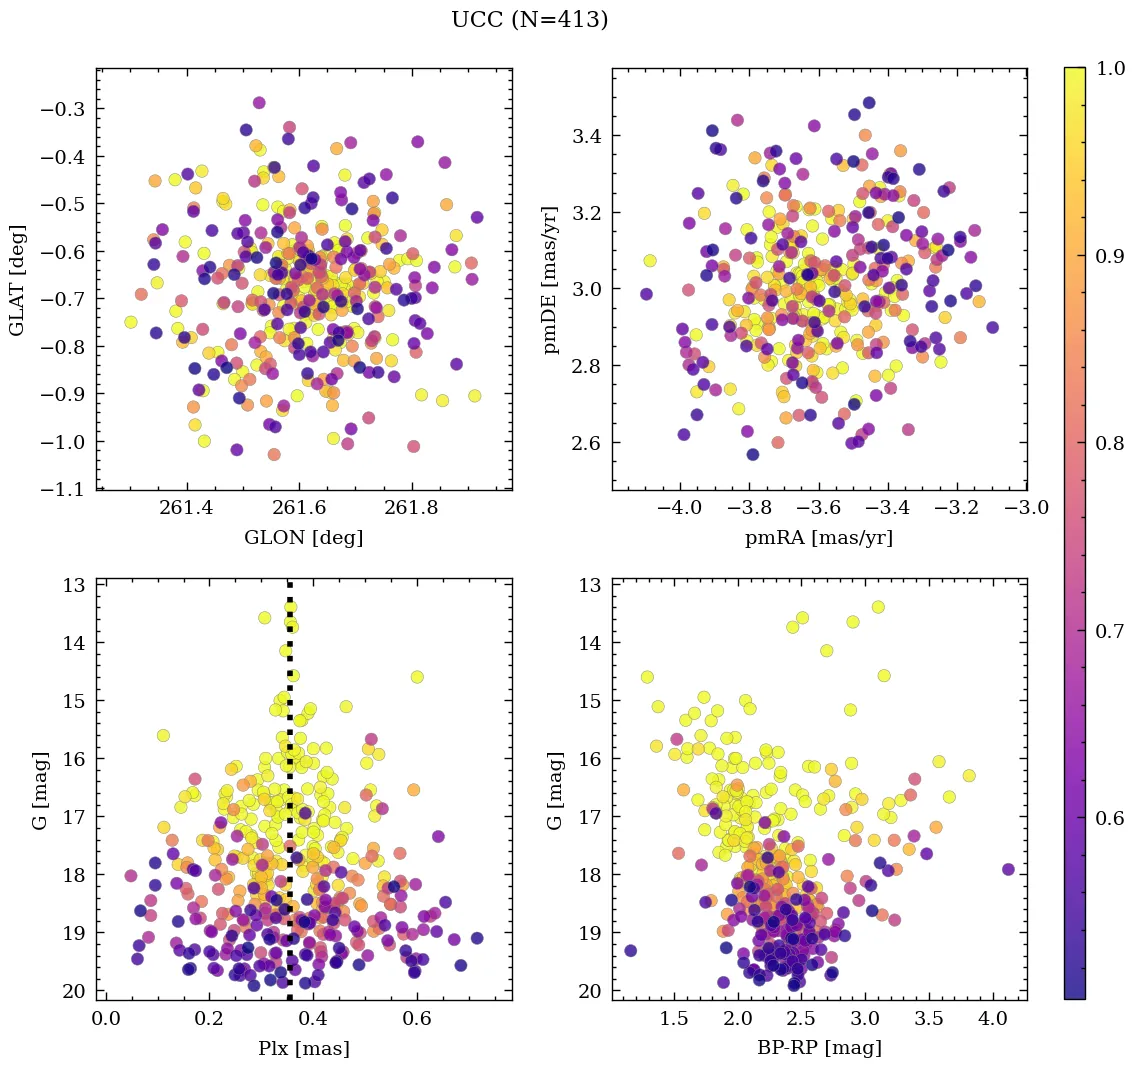 UCC (N=413)
−0.3
−0.4
−0.5
−0.6
−0.7
−0.8
−0.9
−1.0
−1.1
GLAT [deg]
261.4 261.6 261.8
GLON [deg]
3.4
3.2
3.0
2.8
2.6
pmDE [mas/yr]
−4.0 −3.8 −3.6 −3.4 −3.2 −3.0
pmRA [mas/yr]
13
14
15
16
17
18
19
20
G [mag]
0.0 0.2 0.4 0.6
Plx [mas]
13
14
15
16
17
18
19
20
G [mag]
1.5 2.0 2.5 3.0 3.5 4.0
BP-RP [mag]
1.0
0.9
0.8
0.7
0.6